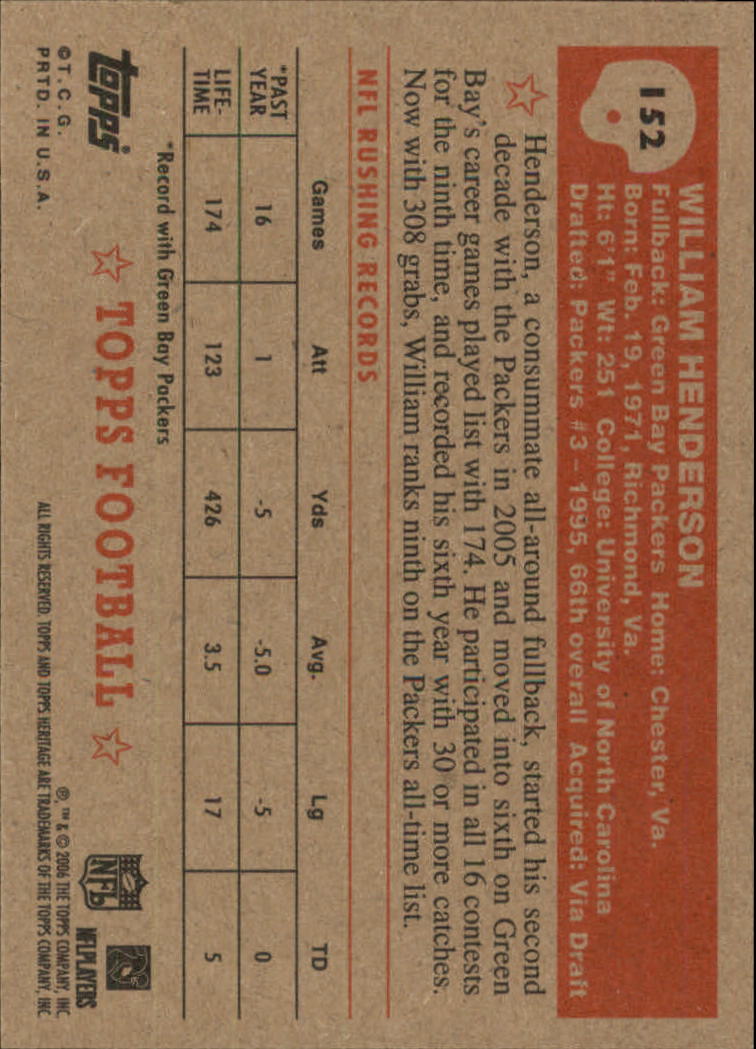 152
WILLIAM HENDERSON
Fullback: Green Bay Packers Home: Chester, Va.
Born: Feb. 19, 1971, Richmond, Va.
Ht: 6'1" Wt: 251 College: University of North Carolina
Drafted: Packers #3 – 1995, 66th overall Acquired: Via Draft
Henderson, a consummate all-around fullback, started his second
decade with the Packers in 2005 and moved into sixth on Green
Bay's career games played list with 174. He participated in all 16 contests
for the ninth time, and recorded his sixth year with 30 or more catches.
Now with 308 grabs, William ranks ninth on the Packers all-time list.
NFL RUSHING RECORDS
Games Att Yds Avg. Lg TD
*PAST YEAR 16 1 -5 -5.0 -5 0
LIFE-TIME 174 123 426 3.5 17 5
*Record with Green Bay Packers
topps
TOPPS FOOTBALL
NFL
NFLPLAYERS
©T.C.G.
PRTD. IN U.S.A.
®, ™ & © 2006 THE TOPPS COMPANY, INC.
ALL RIGHTS RESERVED. TOPPS AND TOPPS HERITAGE ARE TRADEMARKS OF THE TOPPS COMPANY, INC.